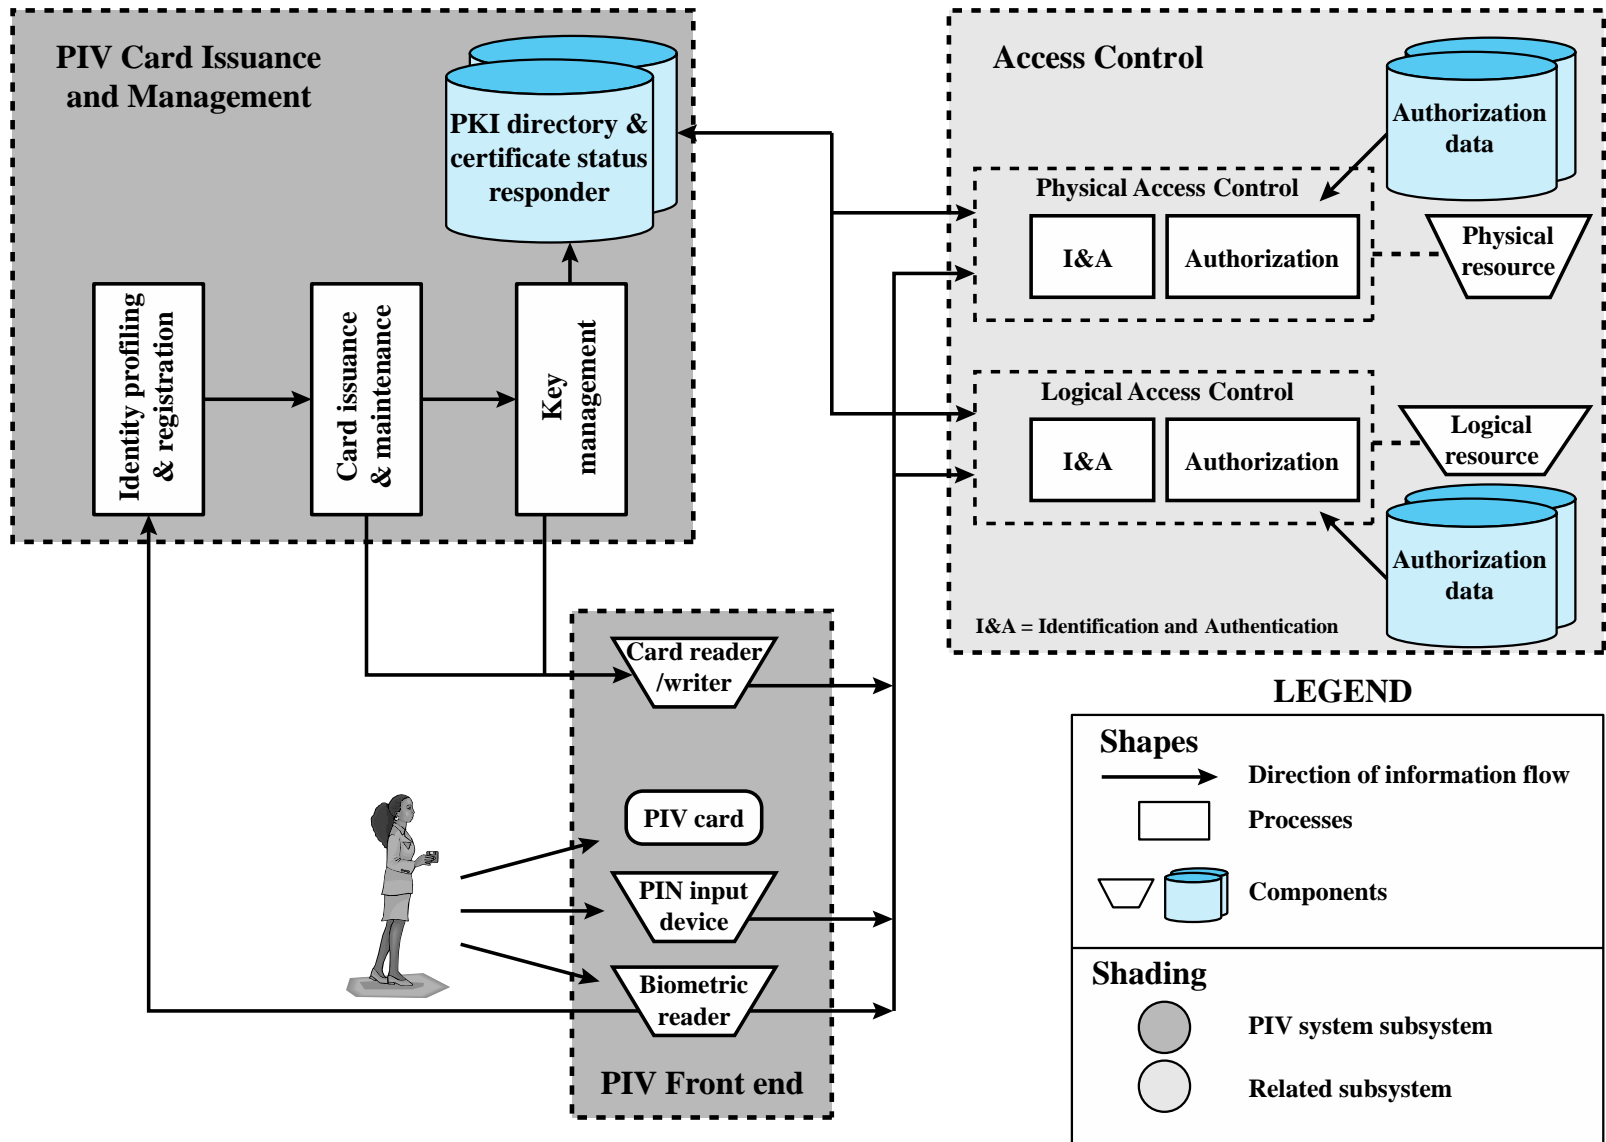 PIV Card Issuance
and Management
PKI directory &
certificate status
responder
Identity profiling
& registration
Card issuance
& maintenance
Key
management
Access Control
Authorization
data
Physical Access Control
I&A
Authorization
Physical
resource
Logical Access Control
I&A
Authorization
Logical
resource
Authorization
data
I&A = Identification and Authentication
Card reader
/writer
PIV card
PIN input
device
Biometric
reader
PIV Front end
LEGEND
Shapes
Direction of information flow
Processes
Components
Shading
PIV system subsystem
Related subsystem